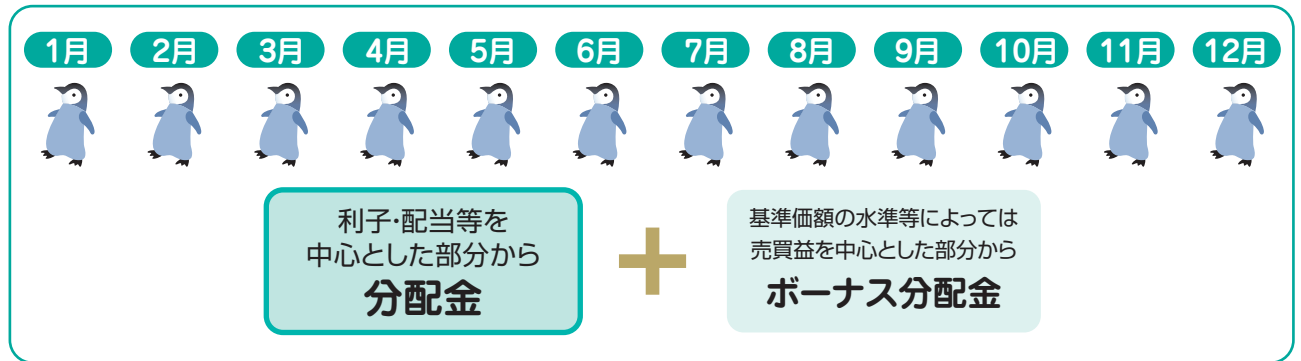 1月 2月 3月 4月 5月 6月 7月 8月 9月 10月 11月 12月
利子・配当等を
中心とした部分から
分配金
基準価額の水準等によっては
売買益を中心とした部分から
ボーナス分配金